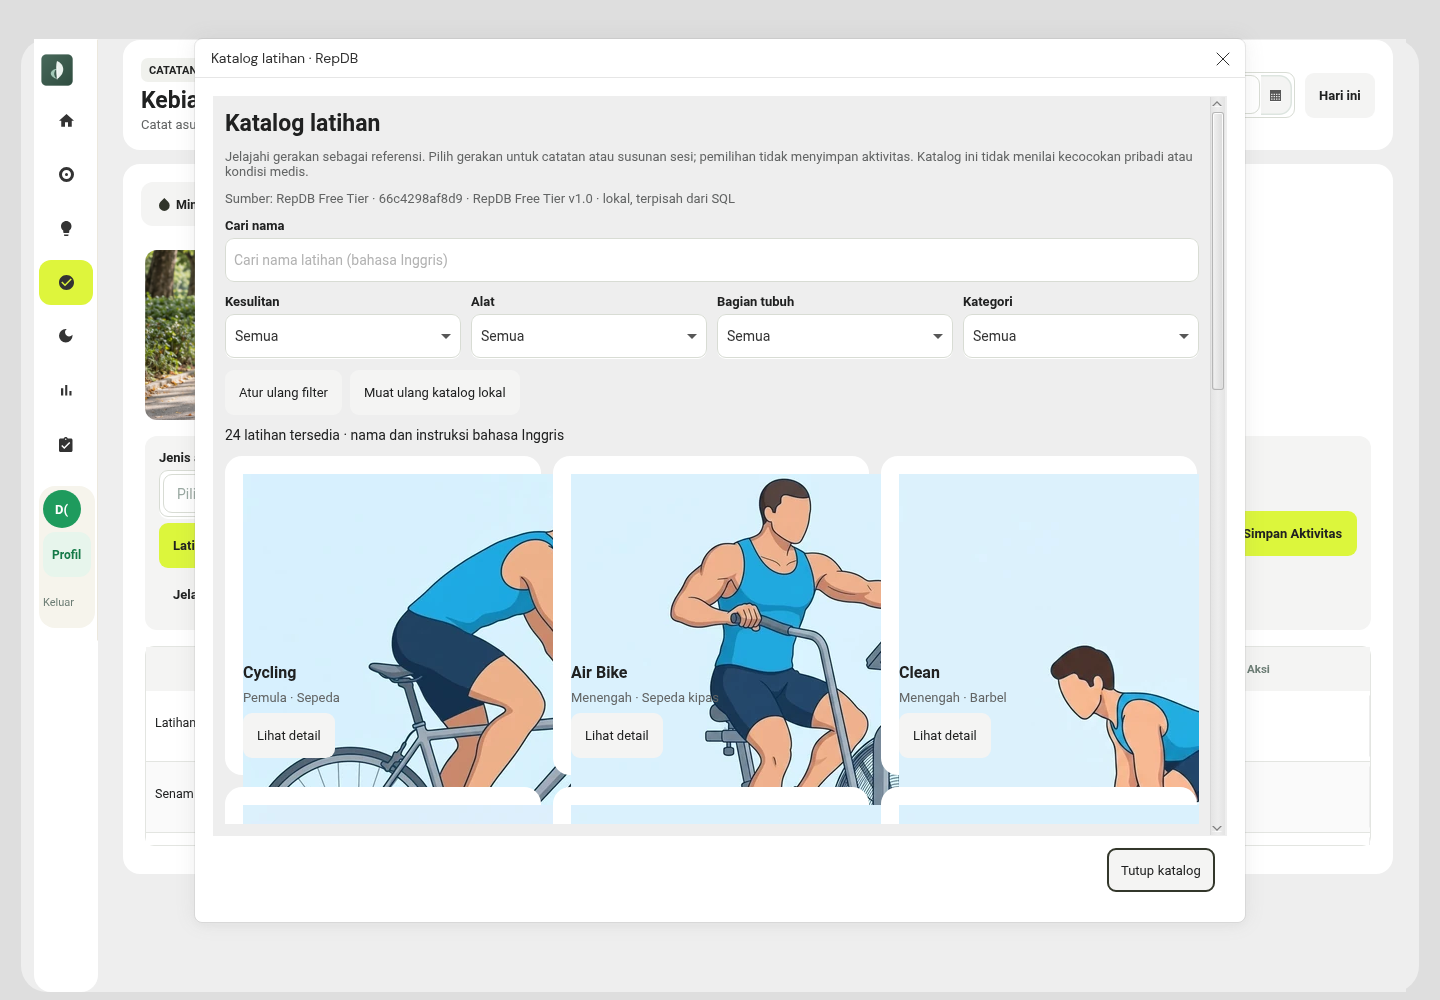 Katalog latihan · RepDB
CATATAN
Kebia
Catat asu
Hari ini
Katalog latihan
Jelajahi gerakan sebagai referensi. Pilih gerakan untuk catatan atau susunan sesi; pemilihan tidak menyimpan aktivitas. Katalog ini tidak menilai kecocokan pribadi atau
kondisi medis.
Sumber: RepDB Free Tier · 66c4298af8d9 · RepDB Free Tier v1.0 · lokal, terpisah dari SQL
Cari nama
Cari nama latihan (bahasa Inggris)
Kesulitan
Alat
Bagian tubuh
Kategori
Semua
Semua
Semua
Semua
Atur ulang filter
Muat ulang katalog lokal
24 latihan tersedia · nama dan instruksi bahasa Inggris
Cycling
Pemula · Sepeda
Lihat detail
Air Bike
Menengah · Sepeda kipas
Lihat detail
Clean
Menengah · Barbel
Lihat detail
Tutup katalog
Min
Jenis
Pili
Lati
Jela
Simpan Aktivitas
Aksi
Latihan
Senam
D(
Profil
Keluar